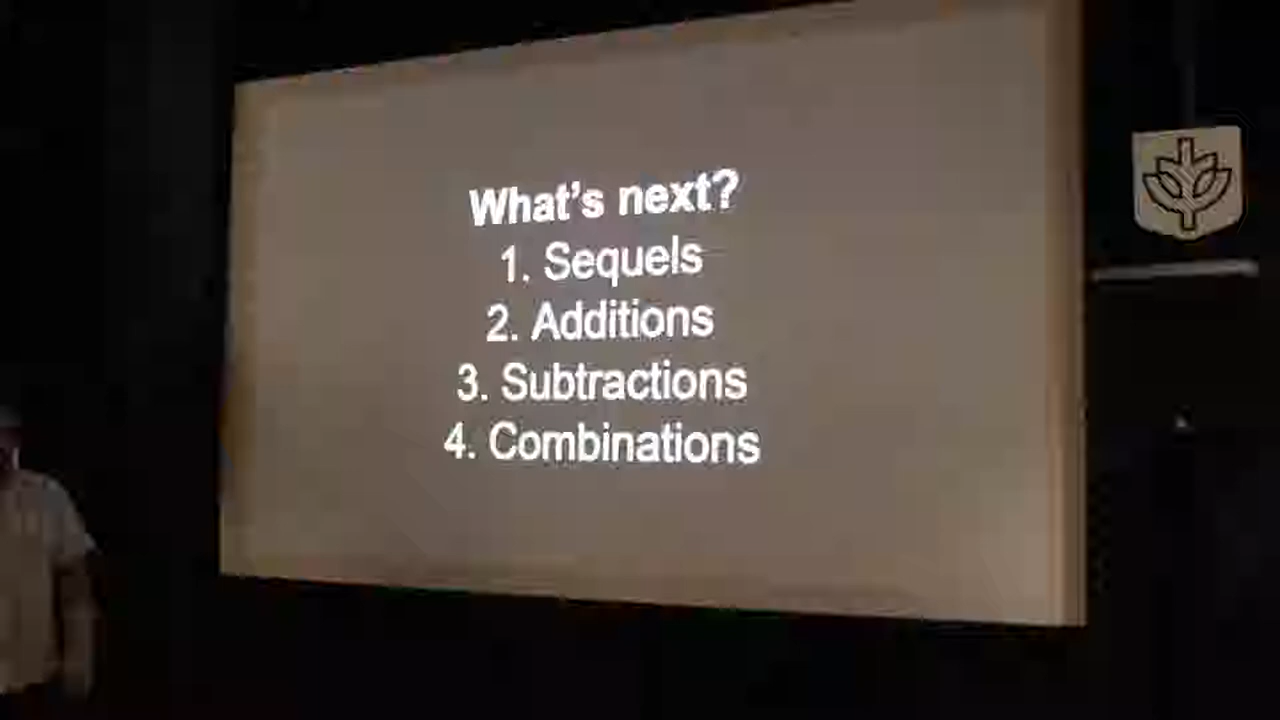 What's next?
1. Sequels
2. Additions
3. Subtractions
4. Combinations